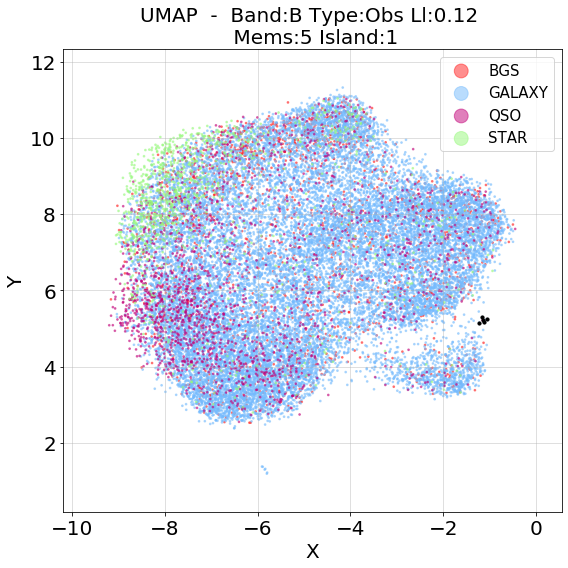 UMAP - Band:B Type:Obs Ll:0.12
Mems:5 Island:1
12
10
8
6
4
2
Y
BGS
GALAXY
QSO
STAR
−10
−8
−6
−4
−2
0
X